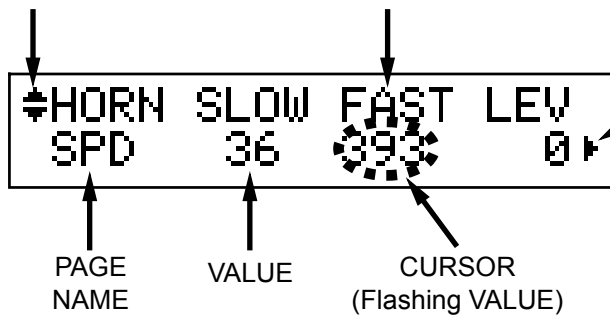 HORN SLOW FAST LEV
SPD 36 393 0
PAGE NAME
VALUE
CURSOR
(Flashing VALUE)